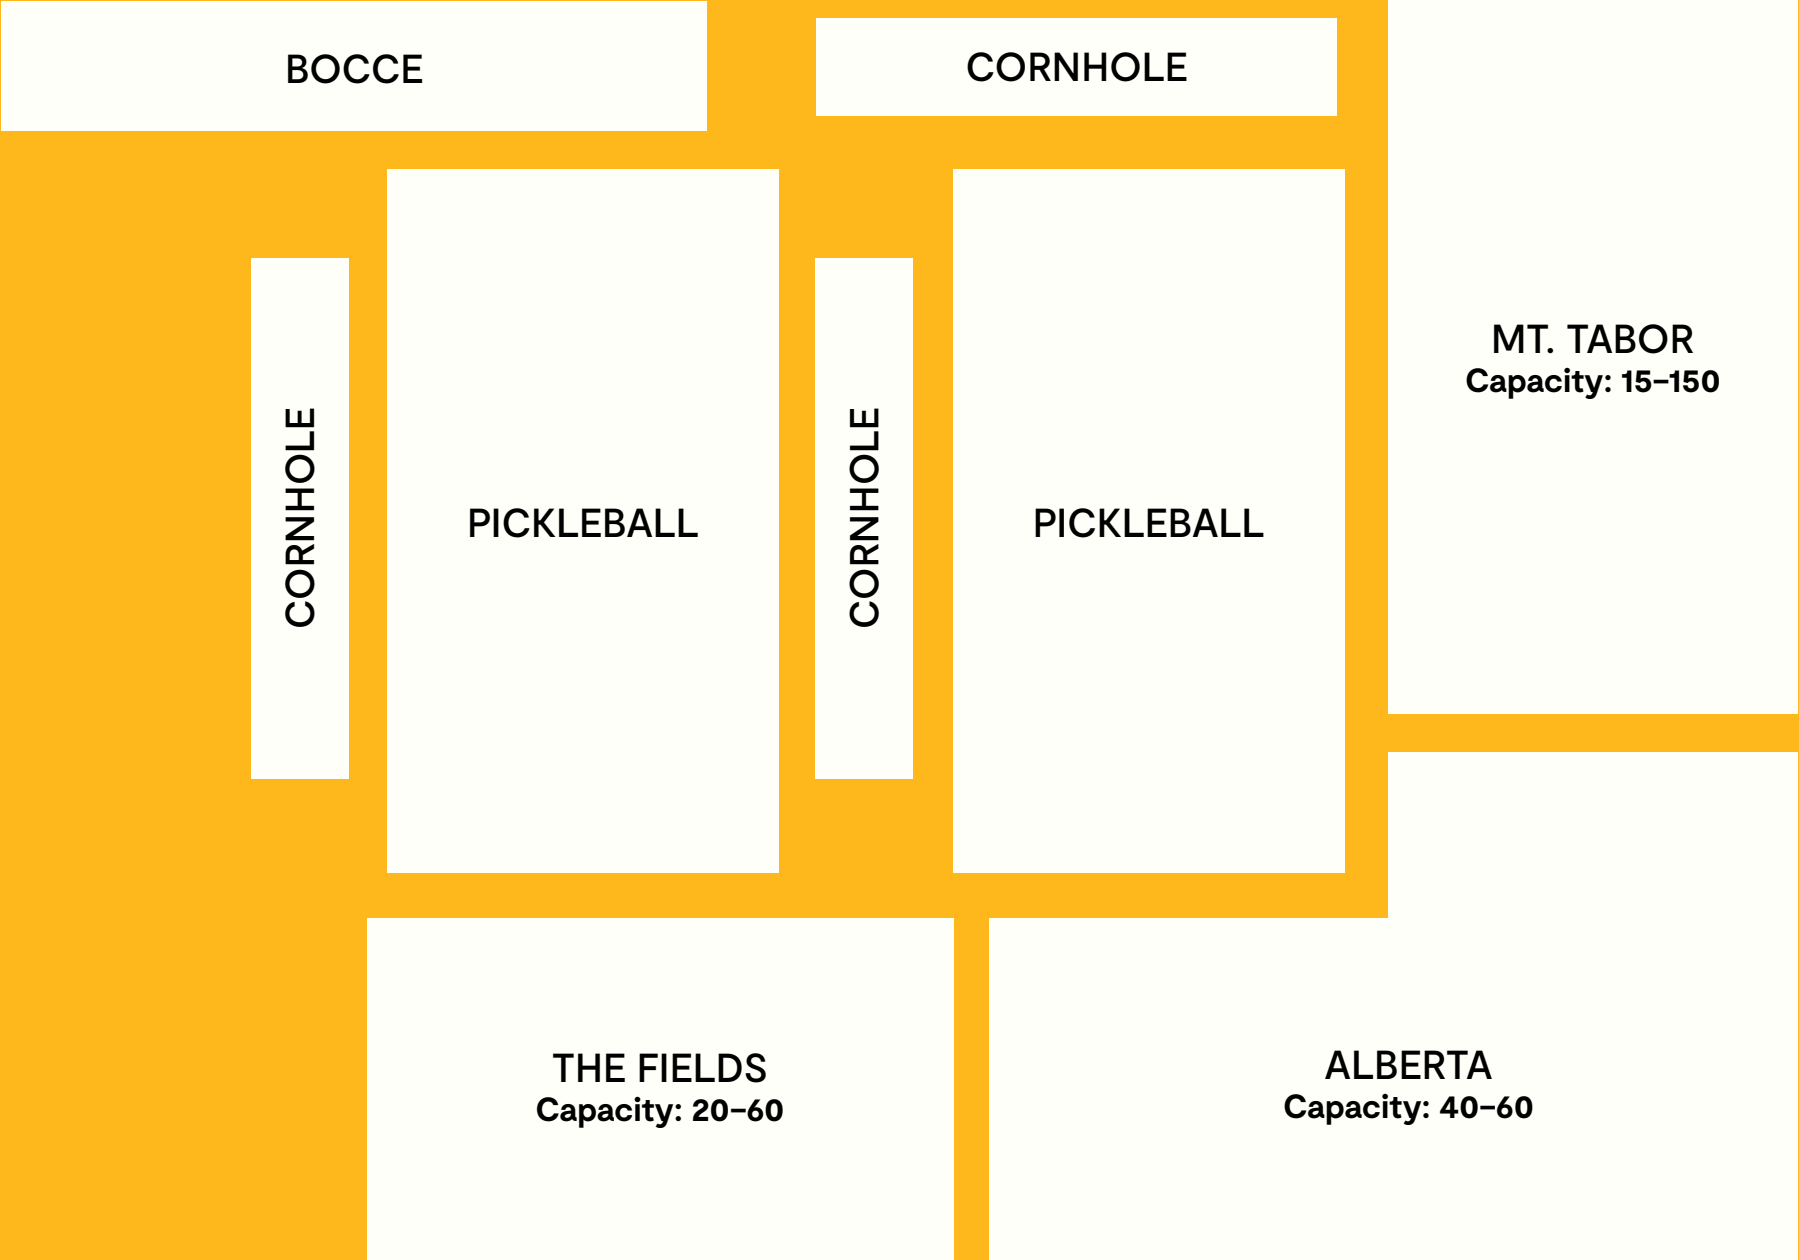 BOCCE
CORNHOLE
MT. TABOR
Capacity: 15–150
CORNHOLE
PICKLEBALL
CORNHOLE
PICKLEBALL
THE FIELDS
Capacity: 20–60
ALBERTA
Capacity: 40–60